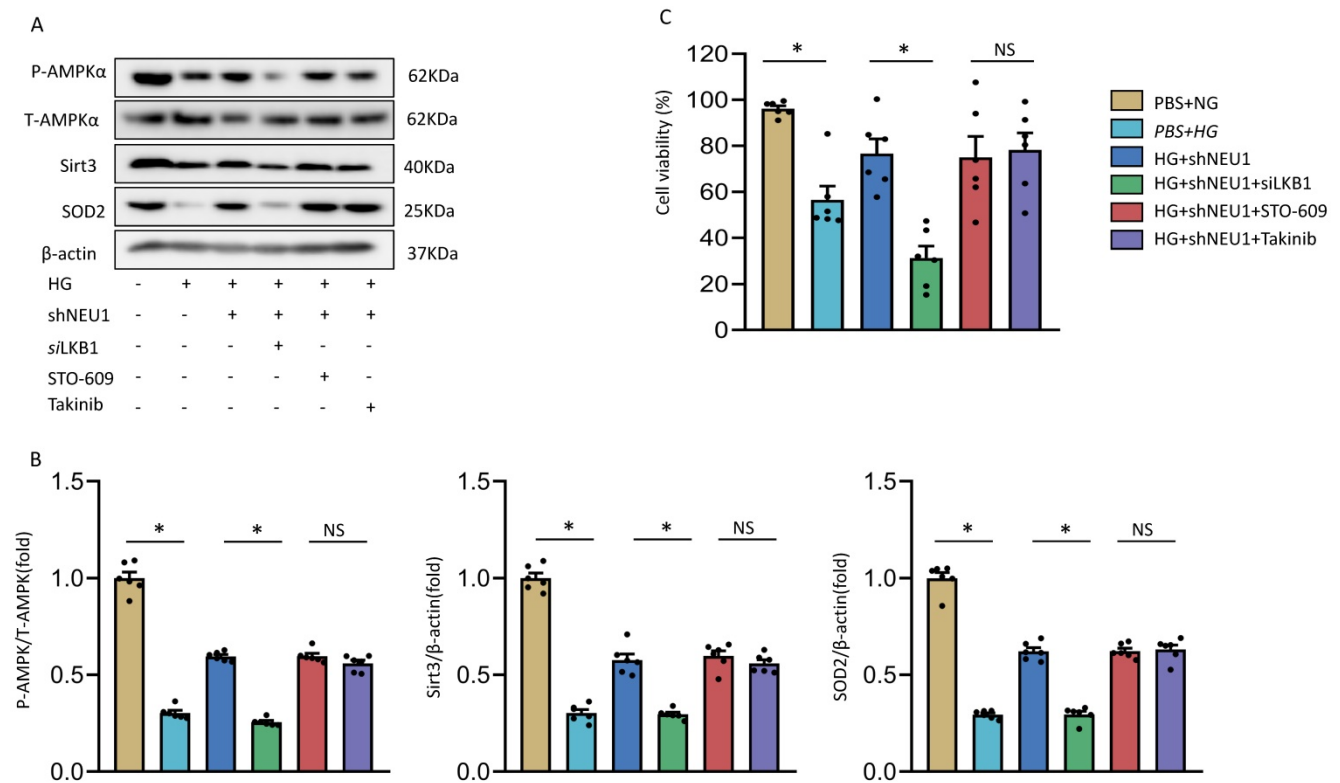 A
P-AMPKα
62KDa
T-AMPKα
62KDa
Sirt3
40KDa
SOD2
25KDa
β-actin
37KDa
HG - + + + + +
shNEU1 - - + + + +
siLKB1 - - - + - -
STO-609 - - - - + -
Takinib - - - - - +
C
Cell viability (%)
120
100
80
60
40
20
0
* * NS
PBS+NG
PBS+HG
HG+shNEU1
HG+shNEU1+siLKB1
HG+shNEU1+STO-609
HG+shNEU1+Takinib
B
P-AMPK/T-AMPK(fold)
1.5
1.0
0.5
0.0
* * NS
Sirt3/β-actin(fold)
1.5
1.0
0.5
0.0
* * NS
SOD2/β-actin(fold)
1.5
1.0
0.5
0.0
* * NS